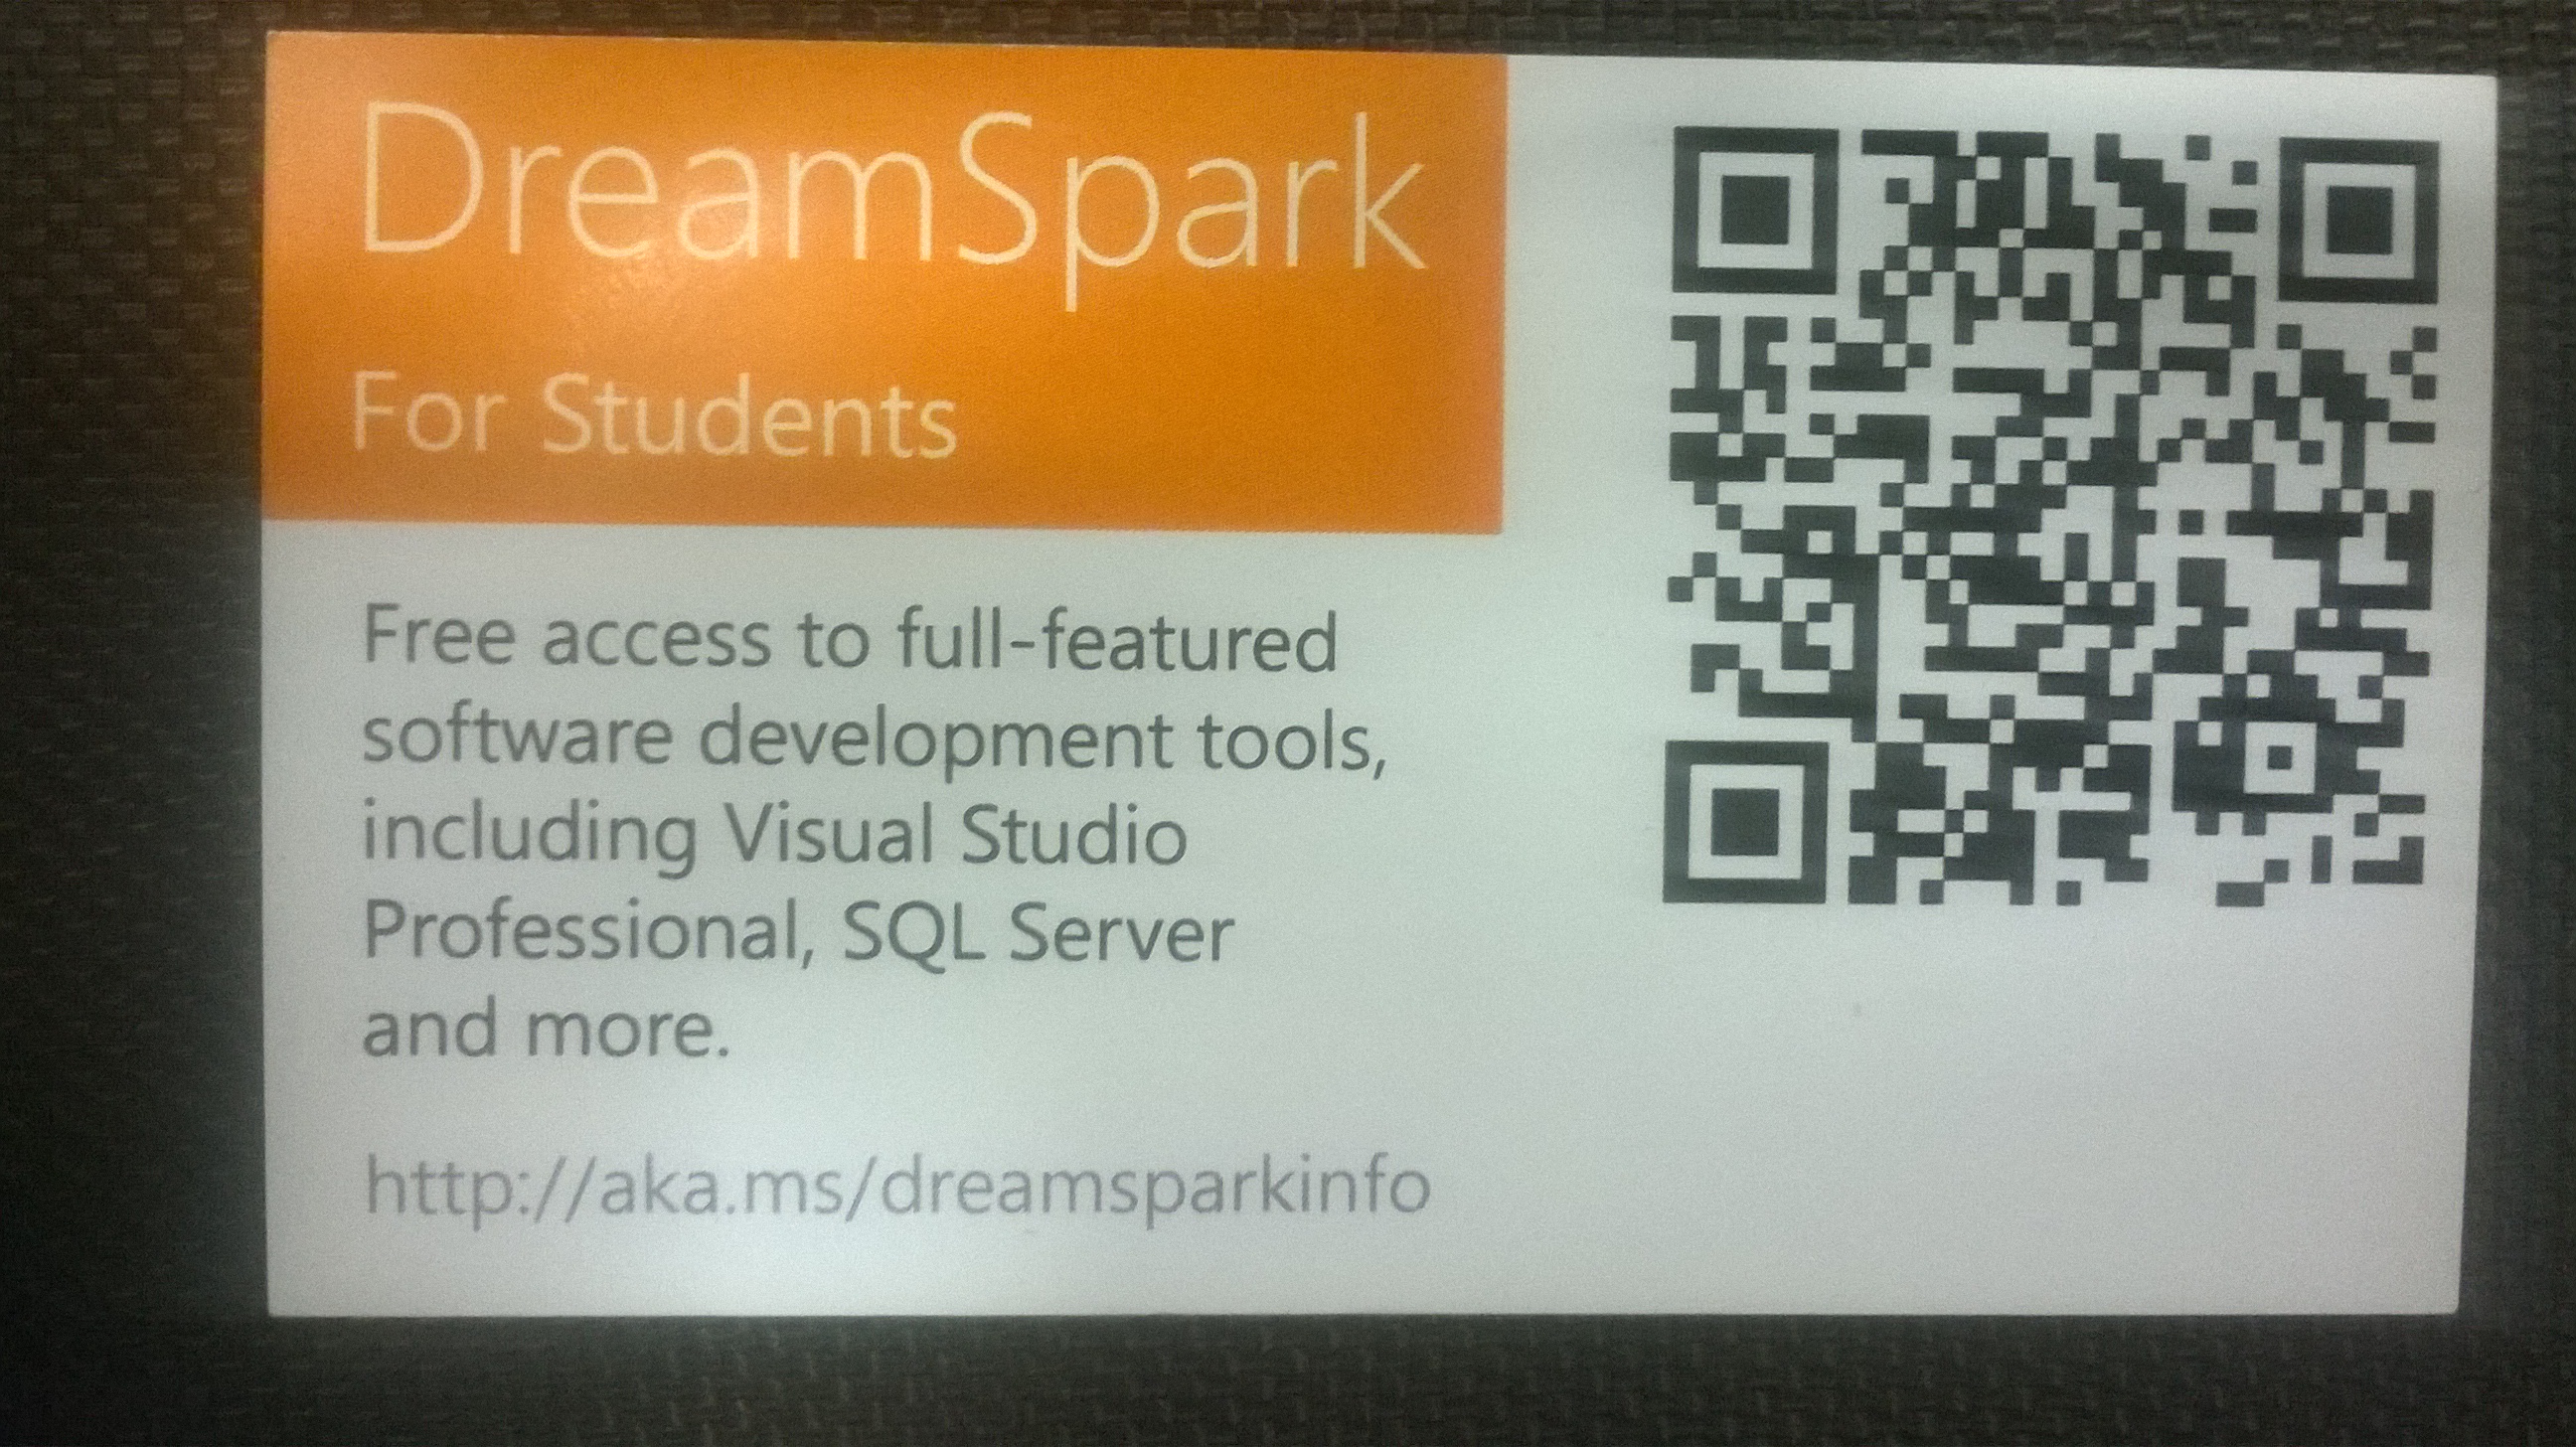 DreamSpark
For Students
Free access to full-featured
software development tools,
including Visual Studio
Professional, SQL Server
and more.
http://aka.ms/dreamsparkinfo